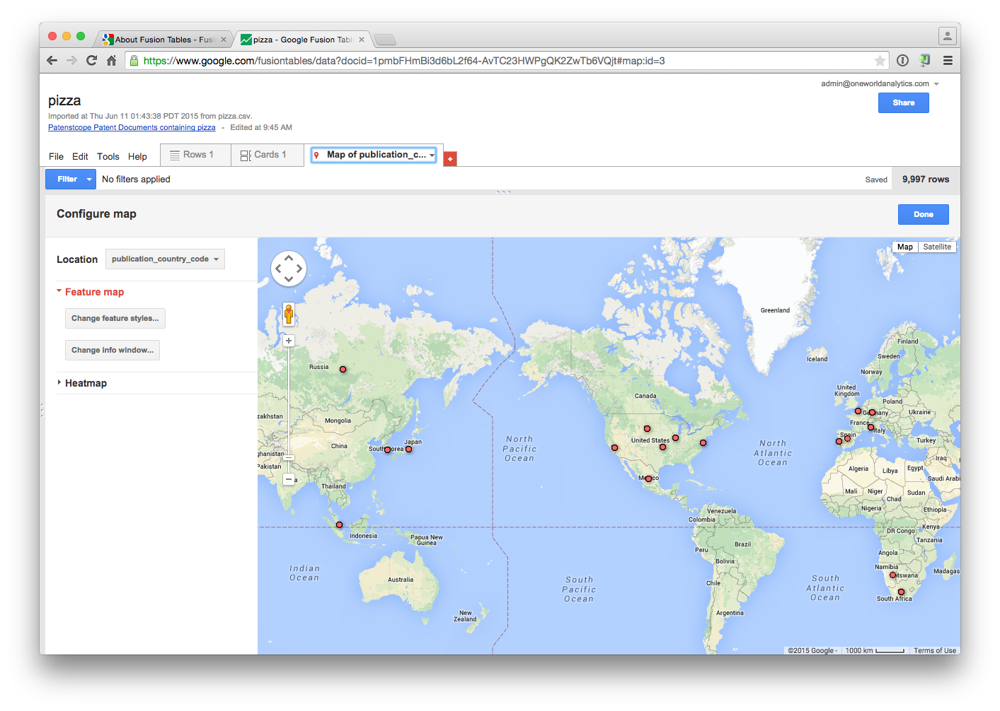 About Fusion Tables - Fusi
pizza - Google Fusion Tabl
https://www.google.com/fusiontables/data?docid=1pmbFHmBi3d6bL2f64-AvTC23HWPgQK2ZwTb6VQjt#map:id=3
admin@oneworldanalytics.com
pizza
Share
Imported at Thu Jun 11 01:43:38 PDT 2015 from pizza.csv.
Patenstcope Patent Documents containing pizza - Edited at 9:45 AM
File Edit Tools Help
Rows 1
Cards 1
Map of publication_c...
+
Filter
No filters applied
Saved
9,997 rows
Configure map
Done
Location
publication_country_code
Feature map
Change feature styles...
Change info window...
Heatmap
Map
Satellite
Greenland
Finland
Sweden
Norway
Iceland
Russia
United
Kingdom
Canada
Poland
Germany
Ukraine
zakhstan
Mongolia
France
Italy
North
Pacific
Ocean
United States
Spain
Turkey
North
Atlantic
Ocean
China
South Korea
Japan
ghanistan
Pakistan
Iraq
Algeria
Libya
Egypt
Saudi Arabi
Mexico
Thailand
Mali
Niger
Chad
Sudan
Nigeria
Ethiopia
Venezuela
Colombia
Kenya
DR Congo
Tanzania
Indonesia
Papua New
Guinea
Peru
Brazil
Angola
Bolivia
Namibia
Botswana
Madagas
Indian
Ocean
Australia
South
Pacific
Ocean
Chile
South
Atlantic
Ocean
South Africa
New
Zealand
Argentina
©2015 Google -
1000 km
Terms of Use